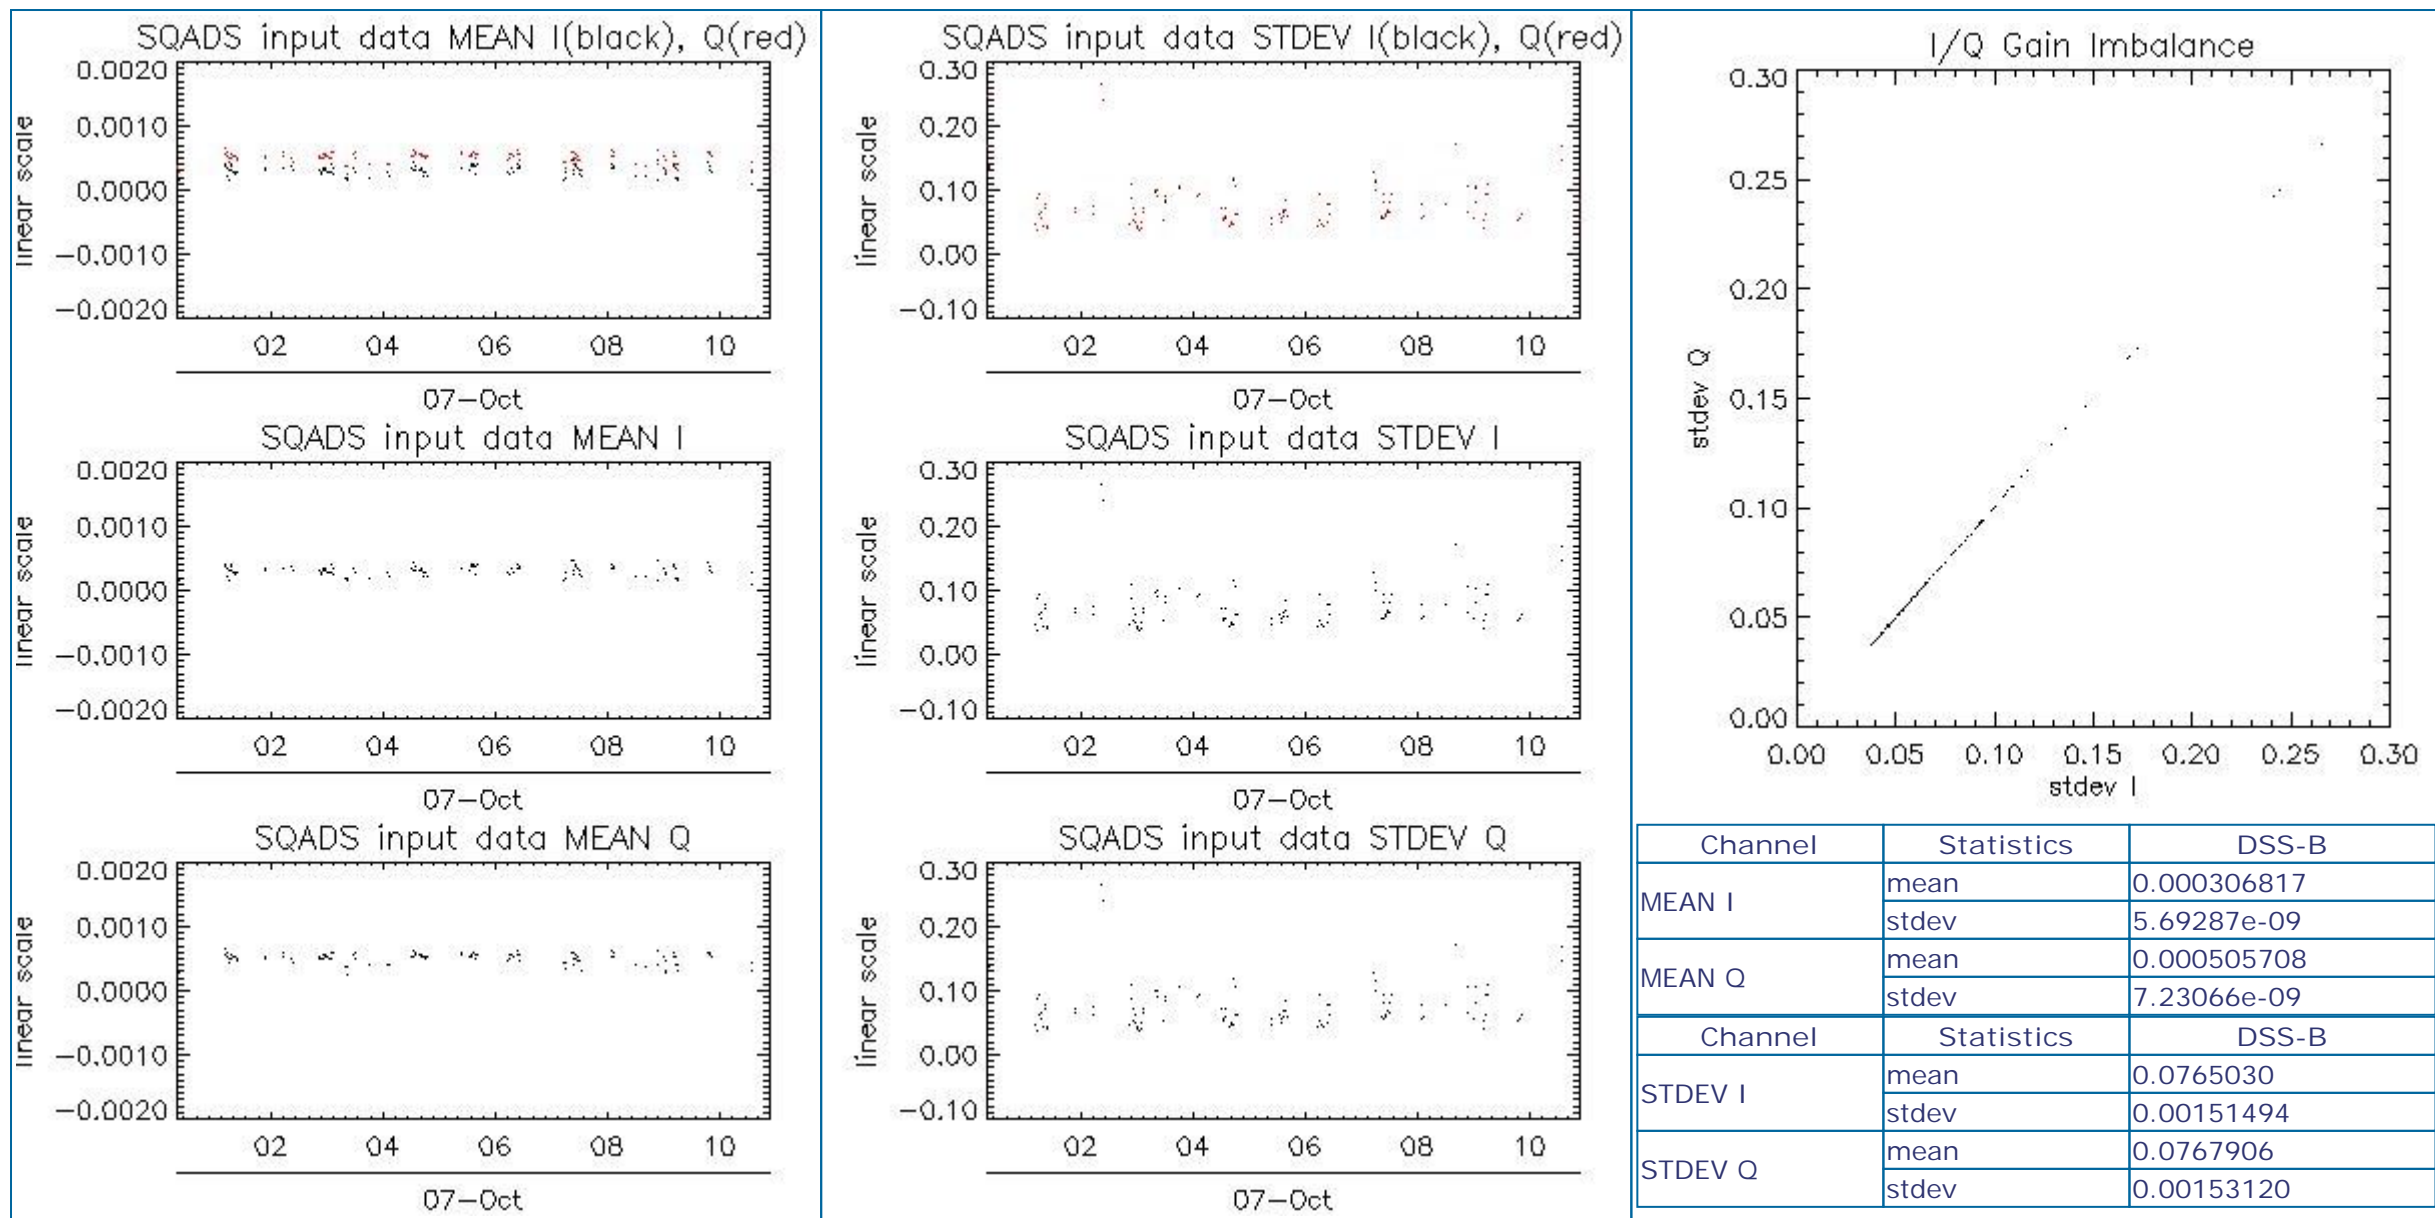 SQADS input data MEAN I(black), Q(red)
0.0020
0.0010
0.0000
−0.0010
−0.0020
linear scale
02 04 06 08 10
07−Oct
SQADS input data MEAN I
0.0020
0.0010
0.0000
−0.0010
−0.0020
linear scale
02 04 06 08 10
07−Oct
SQADS input data MEAN Q
0.0020
0.0010
0.0000
−0.0010
−0.0020
linear scale
02 04 06 08 10
07−Oct
SQADS input data STDEV I(black), Q(red)
0.30
0.20
0.10
0.00
−0.10
linear scale
02 04 06 08 10
07−Oct
SQADS input data STDEV I
0.30
0.20
0.10
0.00
−0.10
linear scale
02 04 06 08 10
07−Oct
SQADS input data STDEV Q
0.30
0.20
0.10
0.00
−0.10
linear scale
02 04 06 08 10
07−Oct
I/Q Gain Imbalance
0.30
0.25
0.20
0.15
0.10
0.05
0.00
stdev Q
0.00 0.05 0.10 0.15 0.20 0.25 0.30
stdev I
Channel Statistics DSS-B
MEAN I mean 0.000306817
stdev 5.69287e-09
MEAN Q mean 0.000505708
stdev 7.23066e-09
Channel Statistics DSS-B
STDEV I mean 0.0765030
stdev 0.00151494
STDEV Q mean 0.0767906
stdev 0.00153120